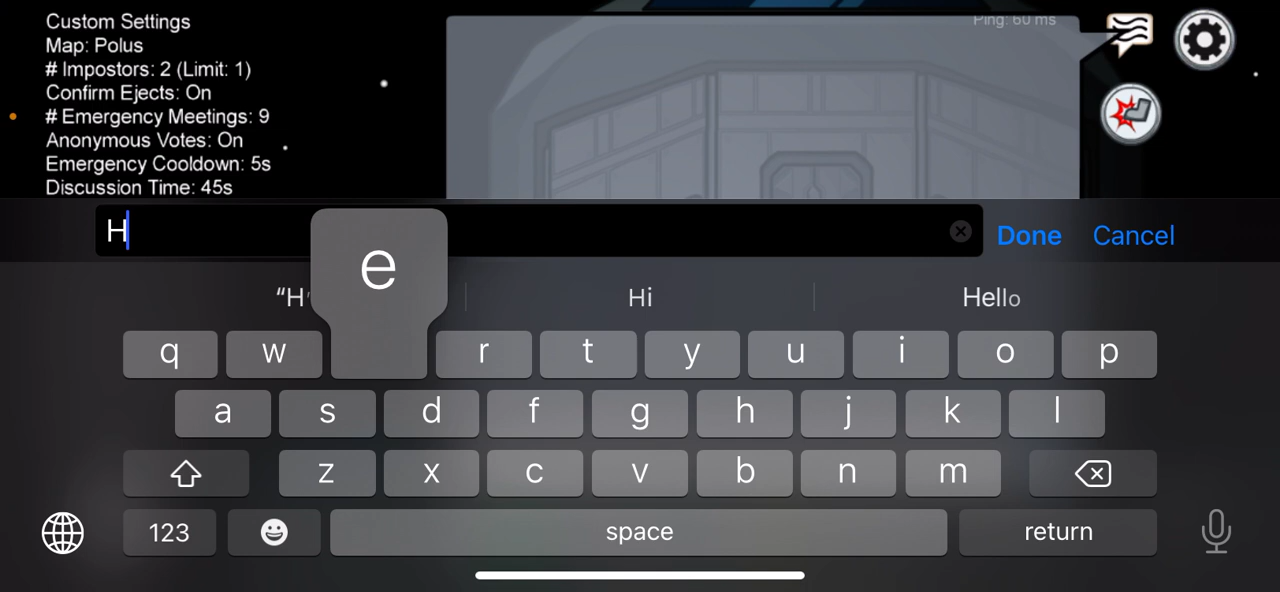 Custom Settings
Ping: 60 ms
Map: Polus
# Impostors: 2 (Limit: 1)
Confirm Ejects: On
# Emergency Meetings: 9
Anonymous Votes: On
Emergency Cooldown: 5s
Discussion Time: 45s
H
Done Cancel
e
“H Hi Hello
q w r t y u i o p
a s d f g h j k l
z x c v b n m
123 space return